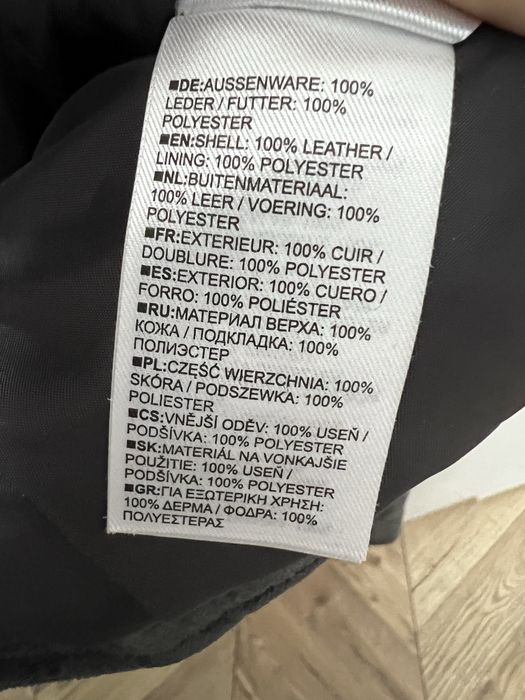 ■DE:AUSSENWARE: 100%
LEDER / FUTTER: 100%
POLYESTER
■EN:SHELL: 100% LEATHER /
LINING: 100% POLYESTER
■NL:BUITENMATERIAAL:
100% LEER / VOERING: 100%
POLYESTER
■FR:EXTERIEUR: 100% CUIR /
DOUBLURE: 100% POLYESTER
■ES:EXTERIOR: 100% CUERO /
FORRO: 100% POLIÉSTER
■RU:МАТЕРИАЛ ВЕРХА: 100%
КОЖА / ПОДКЛАДКА: 100%
ПОЛИЭСТЕР
■PL:CZĘŚĆ WIERZCHNIA: 100%
SKÓRA / PODSZEWKA: 100%
POLIESTER
■CS:VNĚJŠÍ ODĚV: 100% USEŇ /
PODŠÍVKA: 100% POLYESTER
■SK:MATERIÁL NA VONKAJŠIE
POUŽITIE: 100% USEŇ /
PODŠÍVKA: 100% POLYESTER
■GR:ΓΙΑ ΕΞΩΤΕΡΙΚΗ ΧΡΗΣΗ:
100% ΔΕΡΜΑ / ΦΟΔΡΑ: 100%
ΠΟΛΥΕΣΤΕΡΑΣ